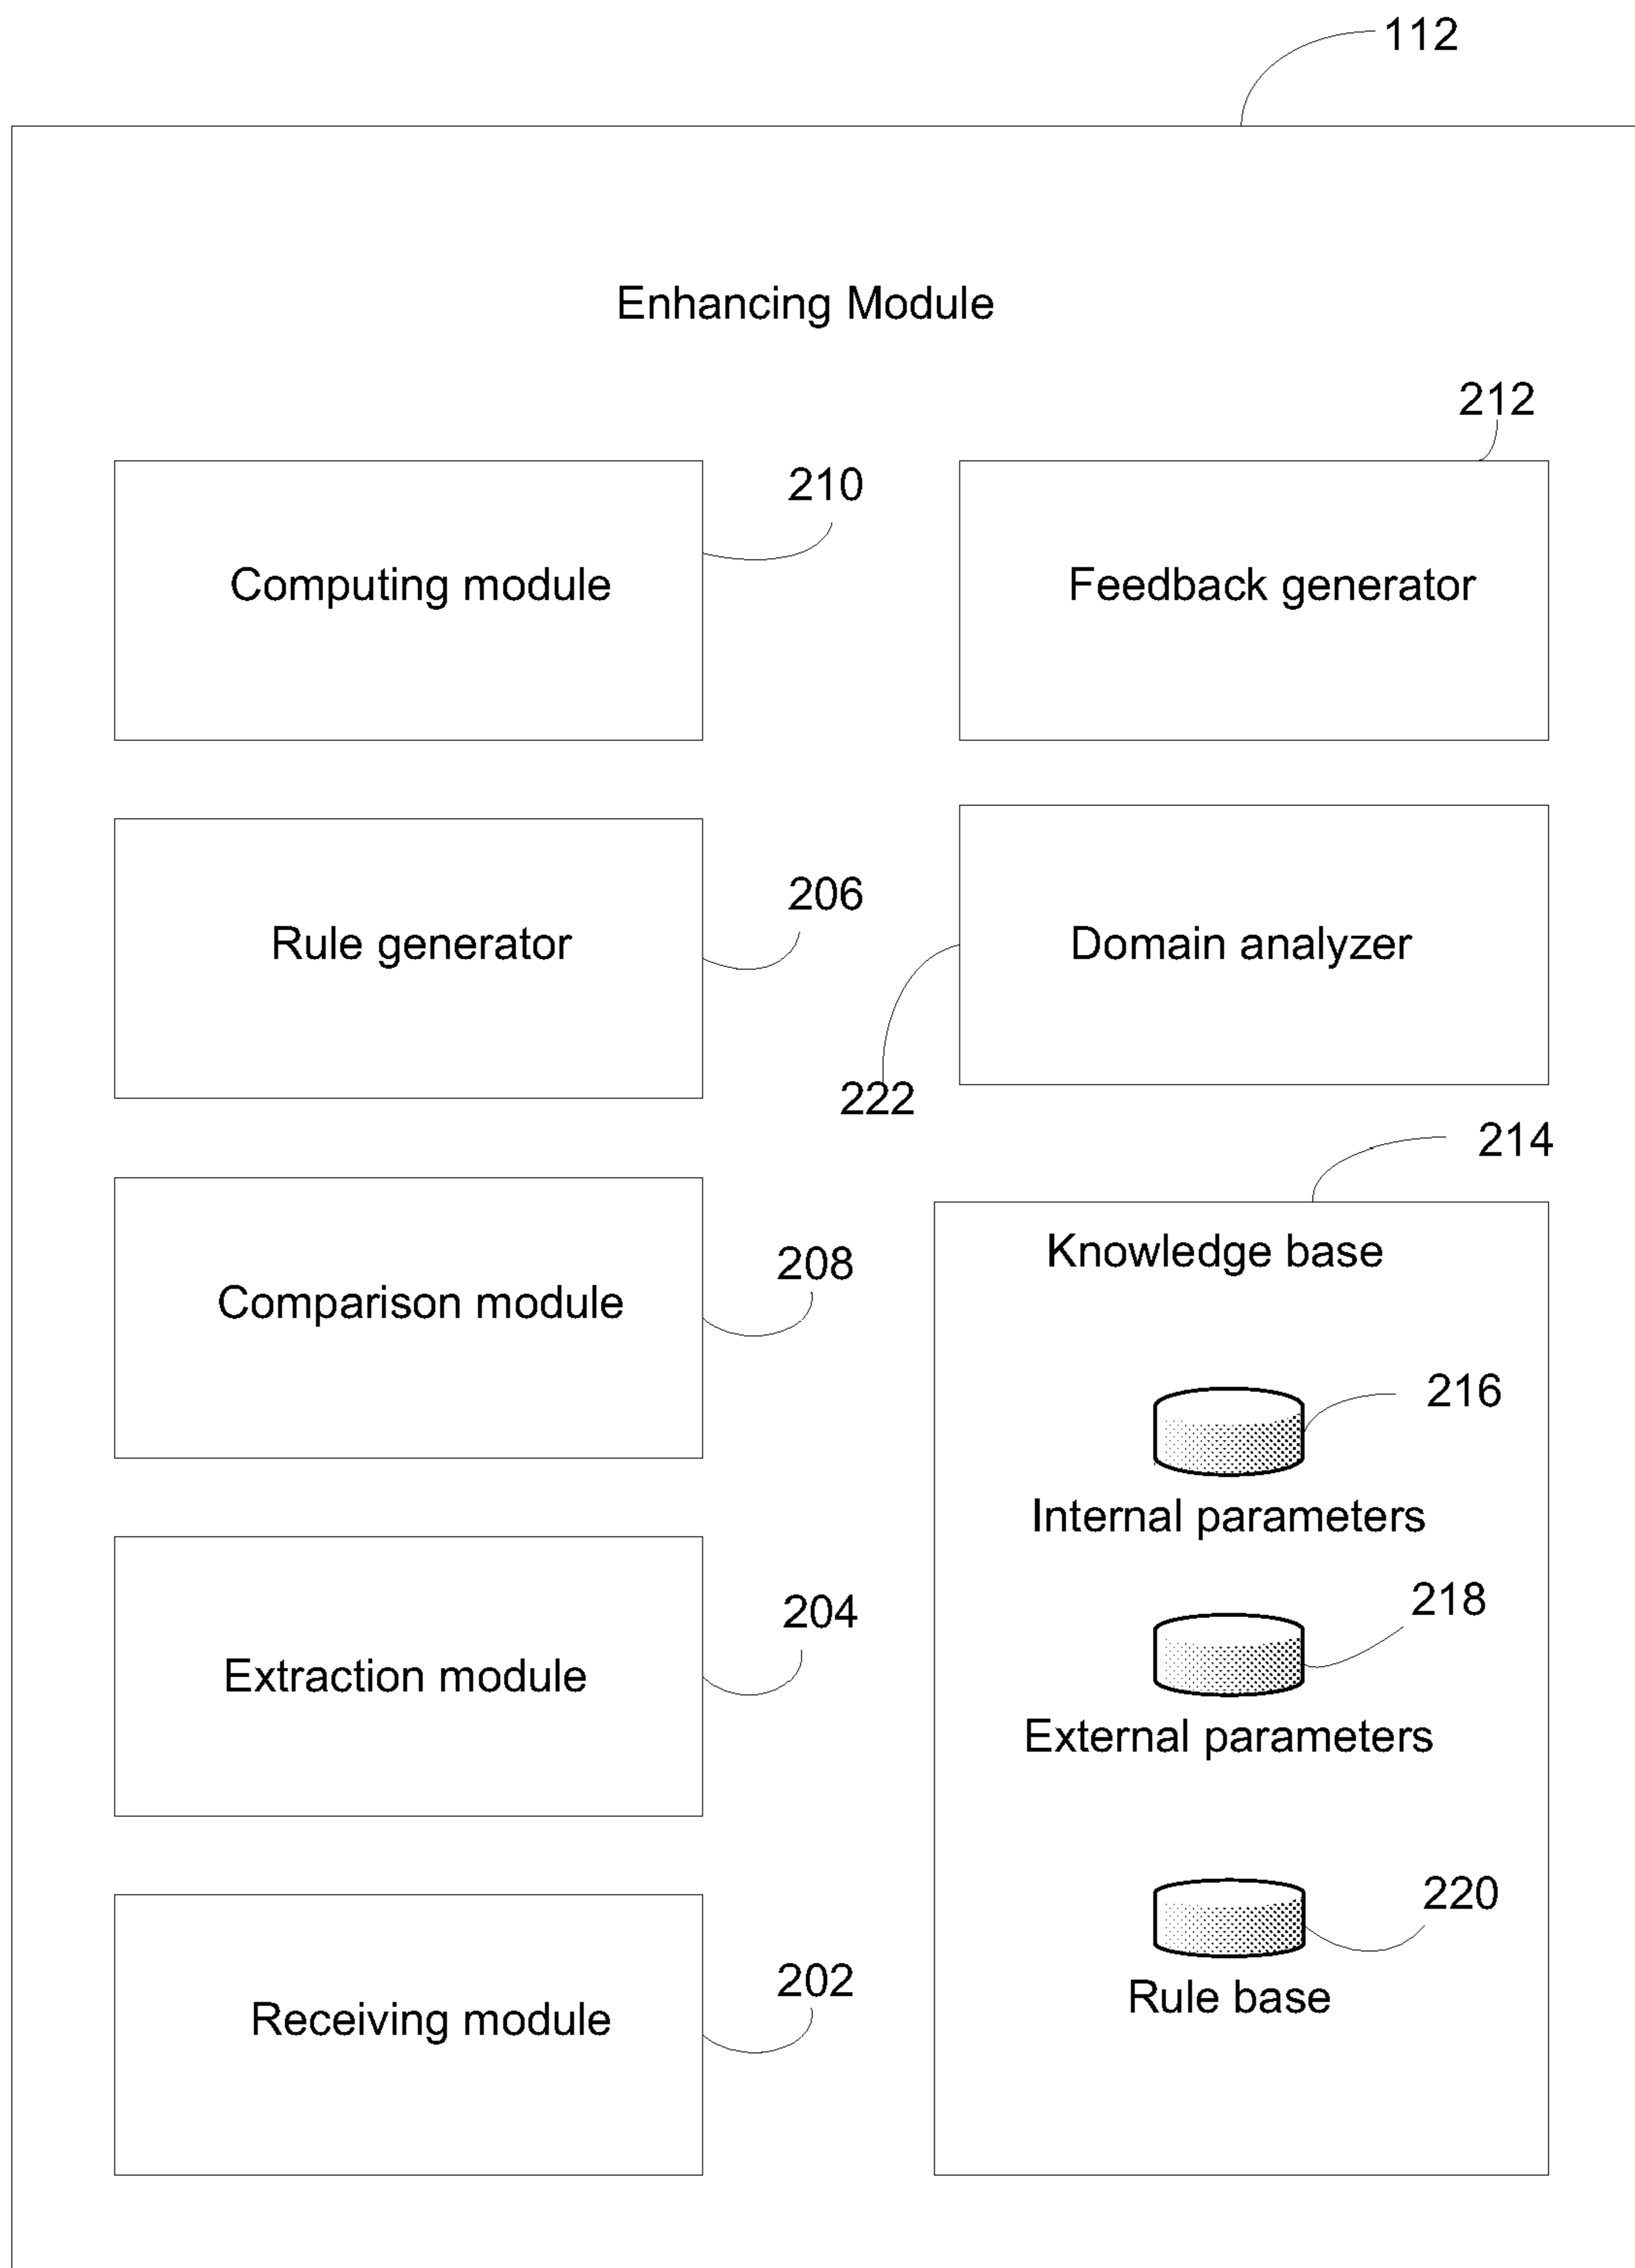 112
Enhancing Module
212
210
Computing module
Feedback generator
206
Rule generator
Domain analyzer
222
214
Knowledge base
208
Comparison module
216
Internal parameters
218
204
Extraction module
External parameters
220
202
Rule base
Receiving module